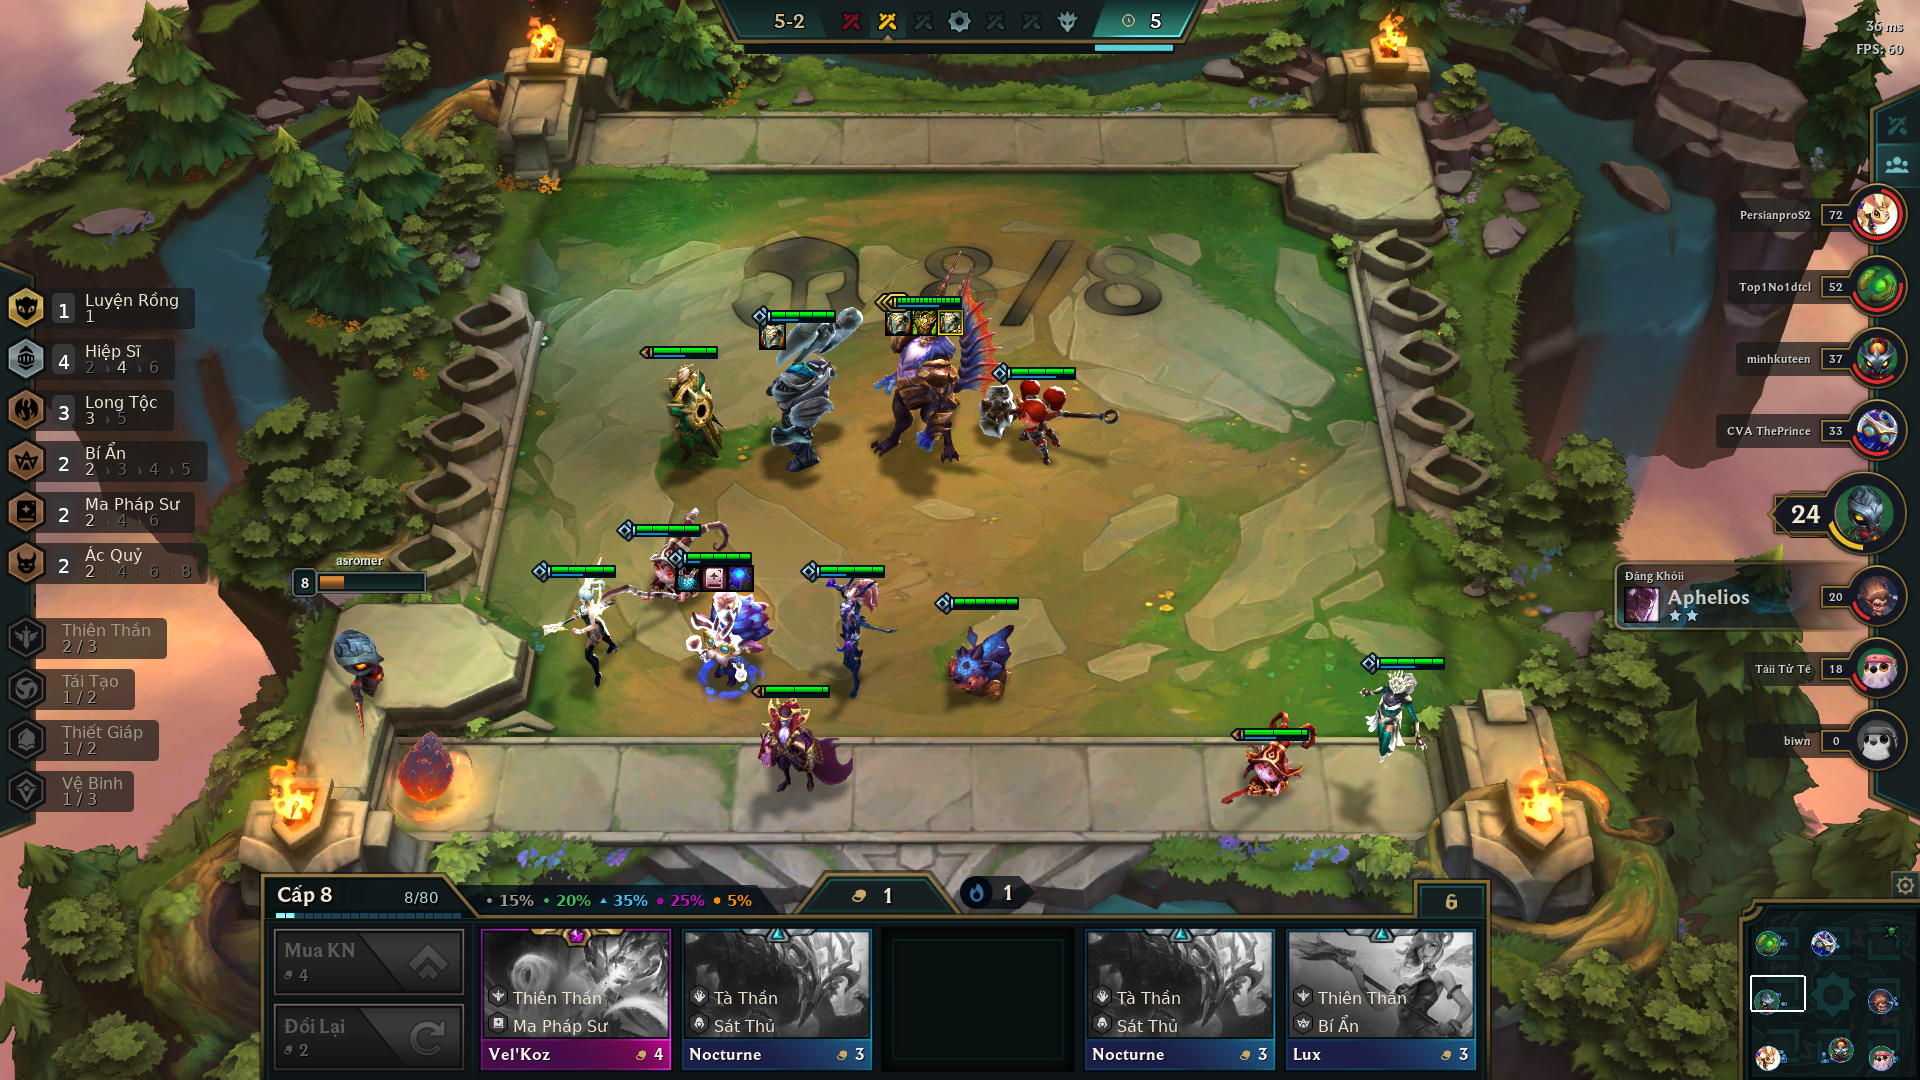 5-2
5
36 ms
FPS: 60
8/8
PersianproS2 72
Top1No1dtcl 52
minhkuteen 37
CVA ThePrince 33
24
Đăng Khôii 20
Aphelios
Tâii Tử Tế 18
biwn 0
1 Luyện Rồng
1
4 Hiệp Sĩ
2 › 4 › 6
3 Long Tộc
3 › 5
2 Bí Ẩn
2 › 3 › 4 › 5
2 Ma Pháp Sư
2 › 4 › 6
2 Ác Quỷ
2 › 4 › 6 › 8
Thiên Thần
2 / 3
Tái Tạo
1 / 2
Thiết Giáp
1 / 2
Vệ Binh
1 / 3
asromer
8
Cấp 8 8/80
15% 20% 35% 25% 5%
1
1
6
Mua KN
4
Đổi Lại
2
Thiên Thần
Ma Pháp Sư
Vel'Koz 4
Tà Thần
Sát Thủ
Nocturne 3
Tà Thần
Sát Thủ
Nocturne 3
Thiên Thần
Bí Ẩn
Lux 3